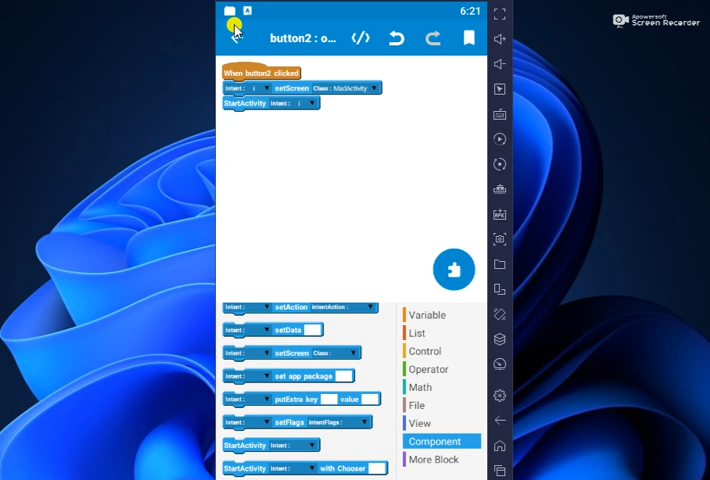 6:21
Apowersoft
Screen Recorder
button2 : o...
When button2 clicked
Intent : i setScreen Class : MadActivity
StartActivity Intent : i
Intent : setAction IntentAction :
Intent : setData
Intent : setScreen Class :
Intent : set app package
Intent : putExtra key value
Intent : setFlags intentFlags :
StartActivity Intent :
StartActivity Intent : with Chooser
Variable
List
Control
Operator
Math
File
View
Component
More Block